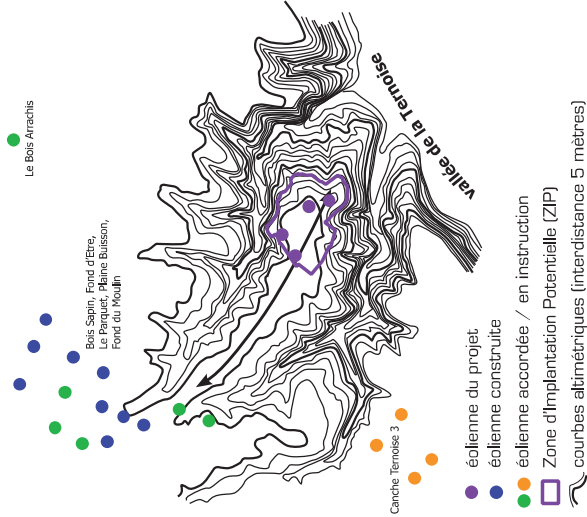 Le Bois Arrachis
Bois Sapin, Fond d'Etre,
Le Parquet, Plaine Buisson,
Fond du Moulin
vallée de la Ternoise
Canche Ternoise 3
éolienne du projet
éolienne construite
éolienne accordée / en instruction
Zone d'Implantation Potentielle (ZIP)
courbes altimétriques (interdistance 5 mètres)